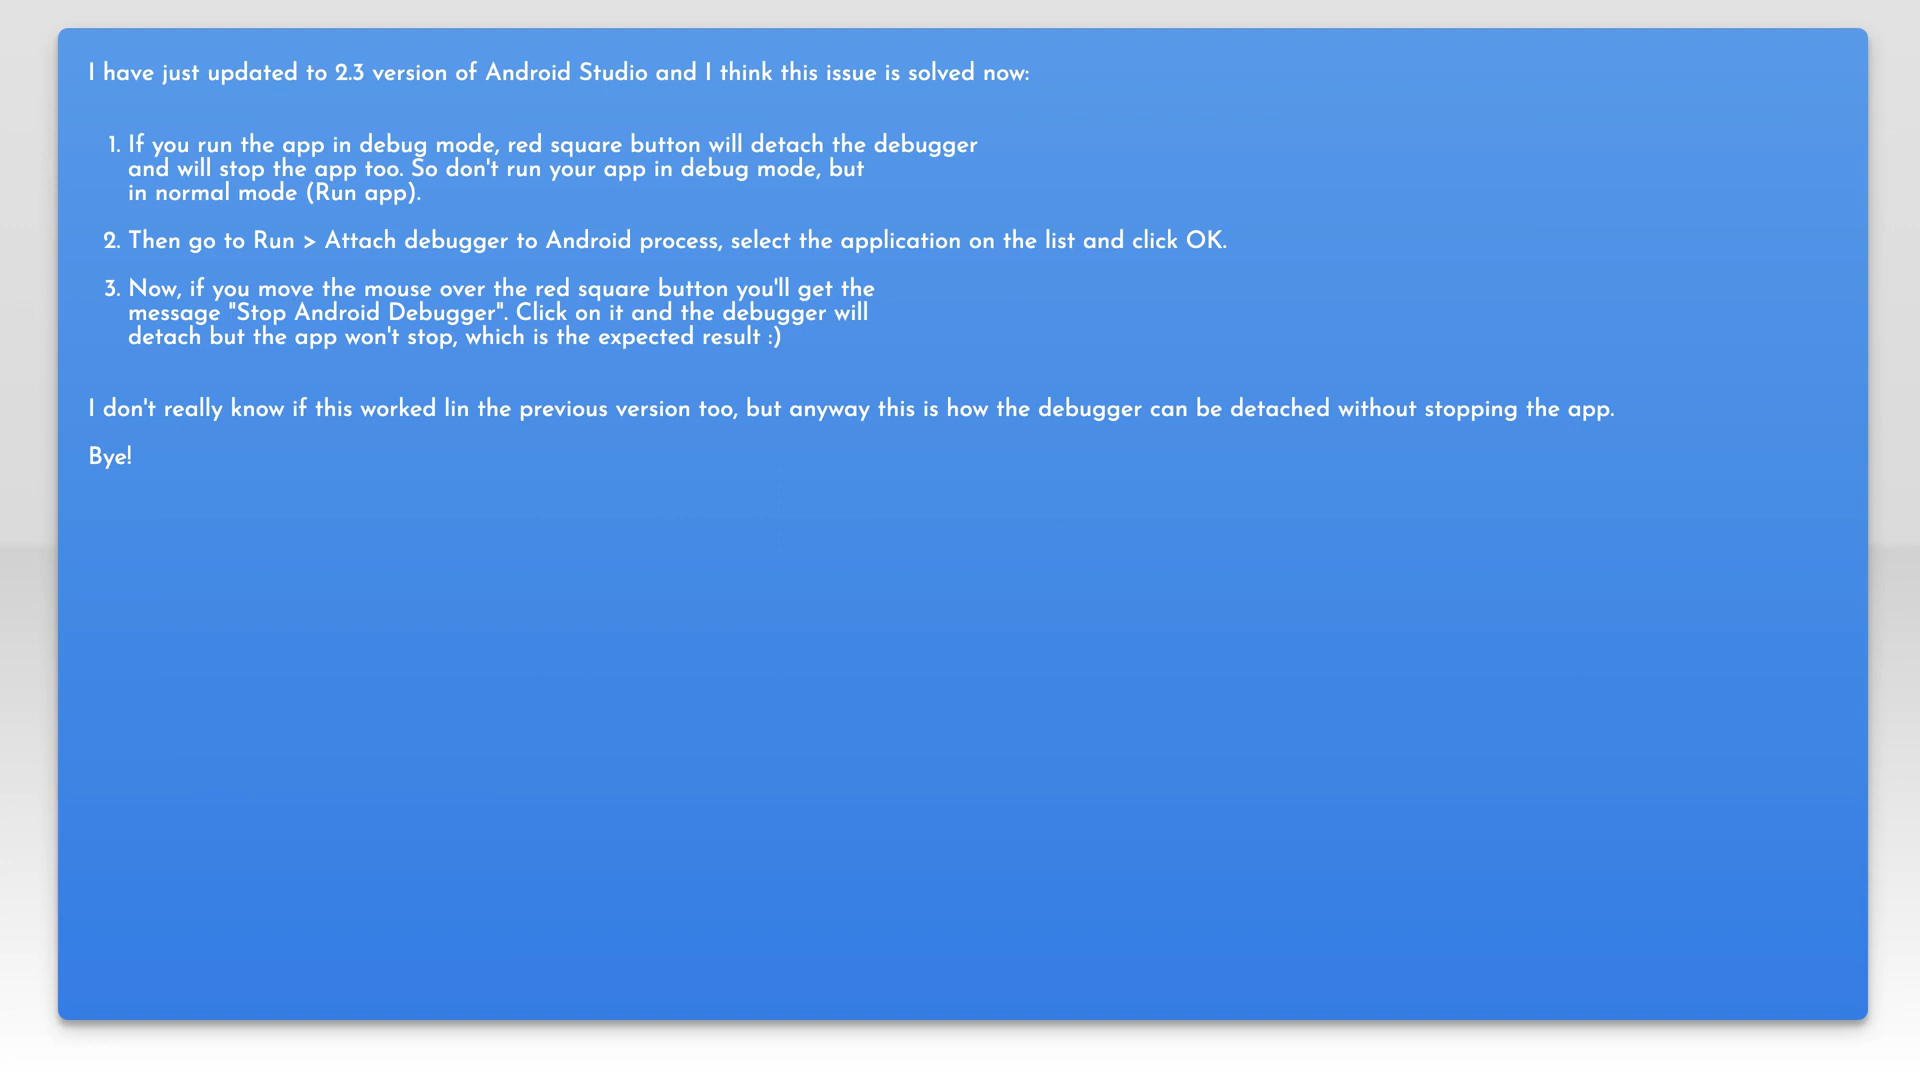 I have just updated to 2.3 version of Android Studio and I think this issue is solved now:
1. If you run the app in debug mode, red square button will detach the debugger
and will stop the app too. So don't run your app in debug mode, but
in normal mode (Run app).
2. Then go to Run > Attach debugger to Android process, select the application on the list and click OK.
3. Now, if you move the mouse over the red square button you'll get the
message "Stop Android Debugger". Click on it and the debugger will
detach but the app won't stop, which is the expected result :)
I don't really know if this worked lin the previous version too, but anyway this is how the debugger can be detached without stopping the app.
Bye!